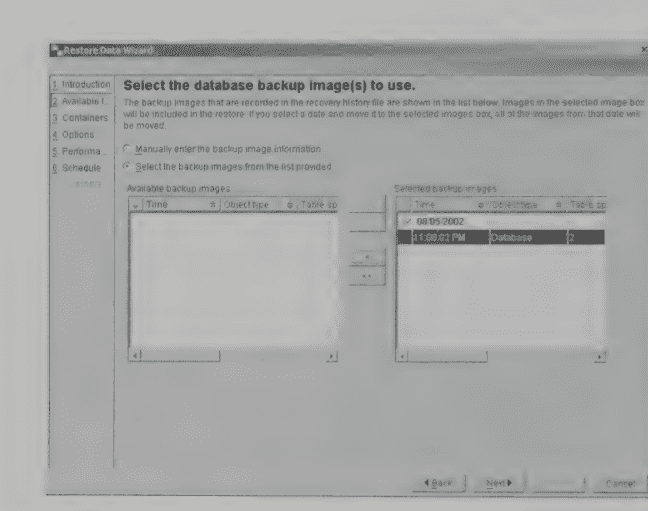 Restore Data Wizard
1. Introduction
2. Available I...
3. Containers
4. Options
5. Performa...
6. Schedule
Select the database backup image(s) to use.
The backup images that are recorded in the recovery history file are shown in the list below. Images in the selected image box
will be included in the restore. If you select a date and move it to the selected images box, all of the images from that date will
be moved.
Manually enter the backup image information
Select the backup images from the list provided
Available backup images
Time Object type Table sp
Selected backup images
Time Object type Table sp
08/05/2002
Database 2
Back Next Cancel